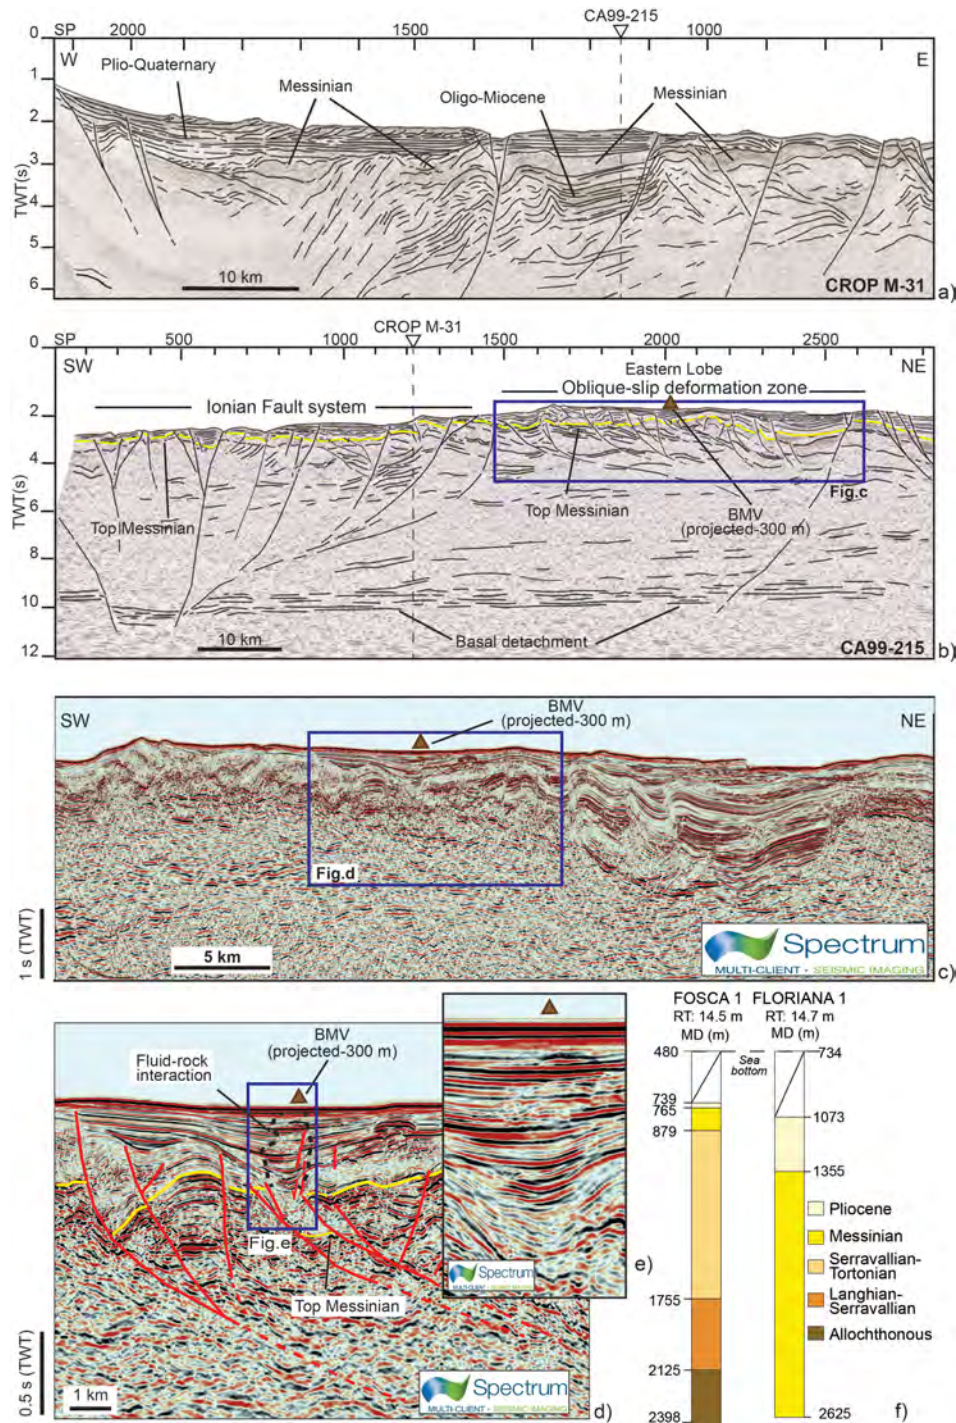 0 SP 2000 1500 CA99-215 1000
W E
Plio-Quaternary
Messinian Messinian
Oligo-Miocene
1
2
3
4
5
6
TWT(s)
10 km
CROP M-31 a)
0 SP 500 1000 CROP M-31 1500 2000 2500
SW NE
Eastern Lobe
Oblique-slip deformation zone
Ionian Fault system
2
4
6
8
10
12
TWT(s)
Fig.c
Top Messinian Top Messinian
BMV
(projected-300 m)
Basal detachment
10 km
CA99-215 b)
SW NE
BMV
(projected-300 m)
Fig.d
1 s (TWT)
5 km
Spectrum
MULTI-CLIENT - SEISMIC IMAGING
c)
BMV
(projected-300 m)
Fluid-rock
interaction
Fig.e
Top Messinian
0.5 s (TWT)
1 km
Spectrum
MULTI-CLIENT - SEISMIC IMAGING
d)
Spectrum
e)
FOSCA 1 FLORIANA 1
RT: 14.5 m RT: 14.7 m
MD (m) MD (m)
480 Sea bottom 734
739
765
879
1073
1355
1755
2125
2398
2625
Pliocene
Messinian
Serravallian-
Tortonian
Langhian-
Serravallian
Allochthonous
f)